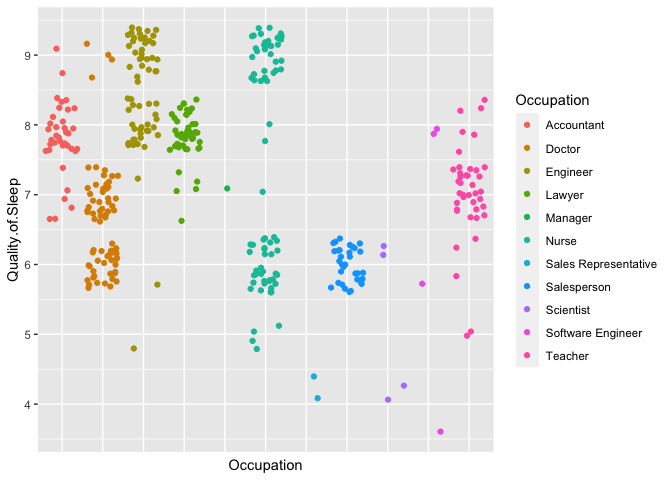 Quality.of.Sleep
9
8
7
6
5
4
Occupation
Occupation
Accountant
Doctor
Engineer
Lawyer
Manager
Nurse
Sales Representative
Salesperson
Scientist
Software Engineer
Teacher